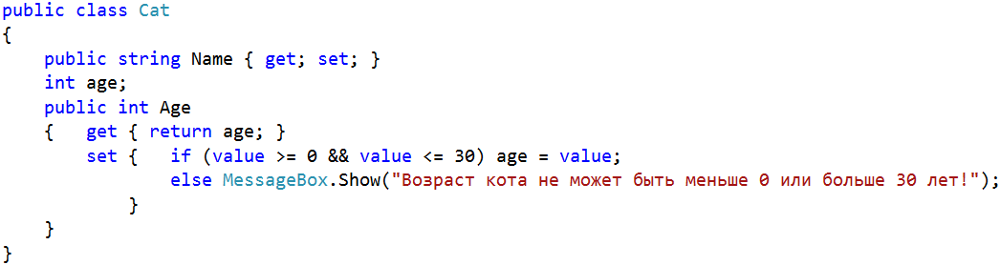 public class Cat
{
    public string Name { get; set; }
    int age;
    public int Age
    {   get { return age; }
        set {   if (value >= 0 && value <= 30) age = value;
                else MessageBox.Show("Возраст кота не может быть меньше 0 или больше 30 лет!");
            }
    }
}